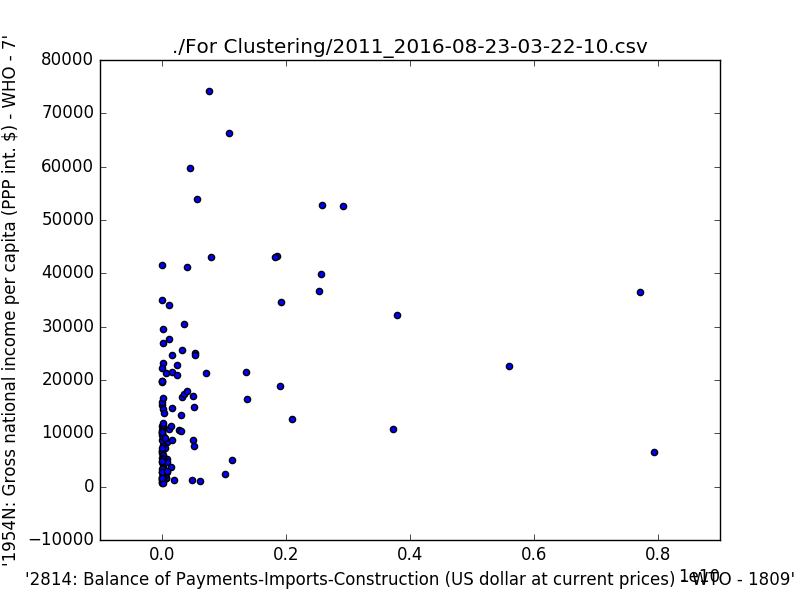 ./For Clustering/2011_2016-08-23-03-22-10.csv
80000
70000
60000
50000
40000
30000
20000
10000
0
−10000
'1954N: Gross national income per capita (PPP int. $) - WHO - 7'
0.0 0.2 0.4 0.6 0.8
1e10
'2814: Balance of Payments-Imports-Construction (US dollar at current prices) - WTO - 1809'